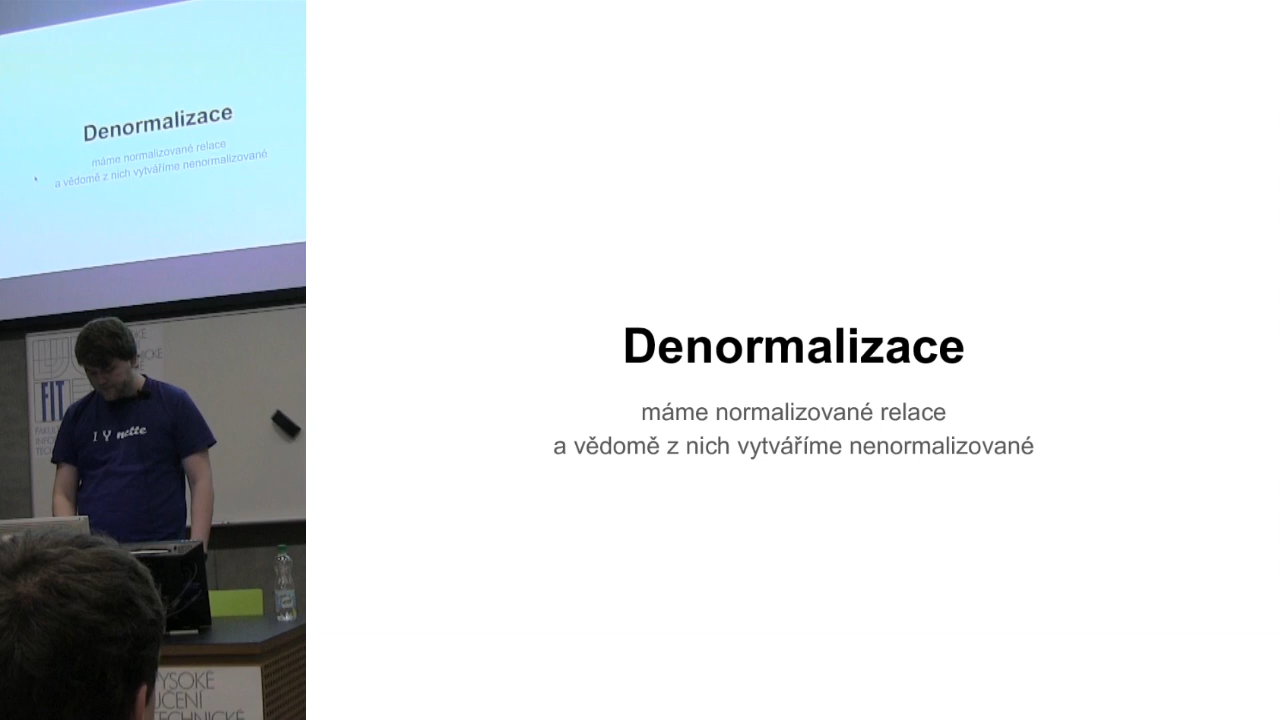 Denormalizace
máme normalizované relace
a vědomě z nich vytváříme nenormalizované
FIT
I Y nette
VYSOKÉ
UČENÍ
TECHNICKÉ
Denormalizace
máme normalizované relace
a vědomě z nich vytváříme nenormalizované